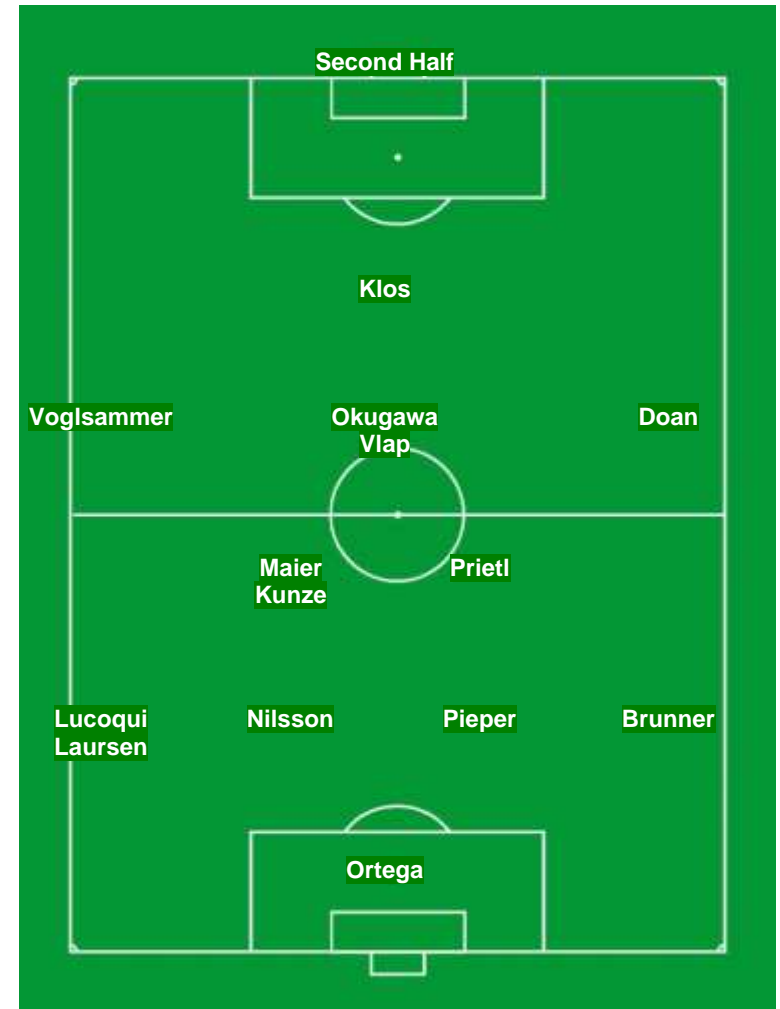 Second Half
Klos
Voglsammer Okugawa Doan
Vlap
Maier Prietl
Kunze
Lucoqui Nilsson Pieper Brunner
Laursen
Ortega